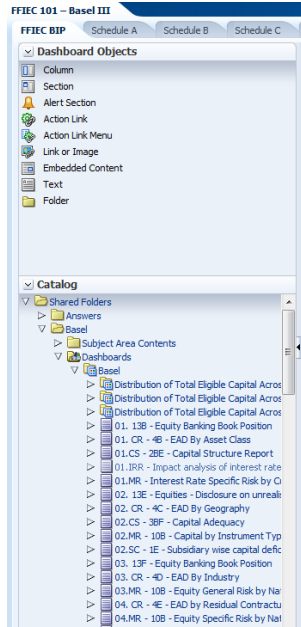 FFIEC 101 – Basel III
FFIEC BIP Schedule A Schedule B Schedule C
Dashboard Objects
Column
Section
Alert Section
Action Link
Action Link Menu
Link or Image
Embedded Content
Text
Folder
Catalog
Shared Folders
Answers
Basel
Subject Area Contents
Dashboards
Basel
Distribution of Total Eligible Capital Acros
Distribution of Total Eligible Capital Acros
Distribution of Total Eligible Capital Acros
01. 13B - Equity Banking Book Position
01. CR - 4B - EAD By Asset Class
01.CS - 2BE - Capital Structure Report
01.IRR - Impact analysis of interest rate
01.MR - Interest Rate Specific Risk by Cr
02. 13E - Equities - Disclosure on unrealis
02. CR - 4C - EAD By Geography
02.CS - 3BF - Capital Adequacy
02.MR - 10B - Capital by Instrument Typ
02.SC - 1E - Subsidiary wise capital defic
03. 13F - Equity Banking Book Position
03. CR - 4D - EAD By Industry
03.MR - 10B - Equity General Risk by Nat
04. CR - 4E - EAD by Residual Contractu
04.MR - 10B - Equity Specific Risk by Nat